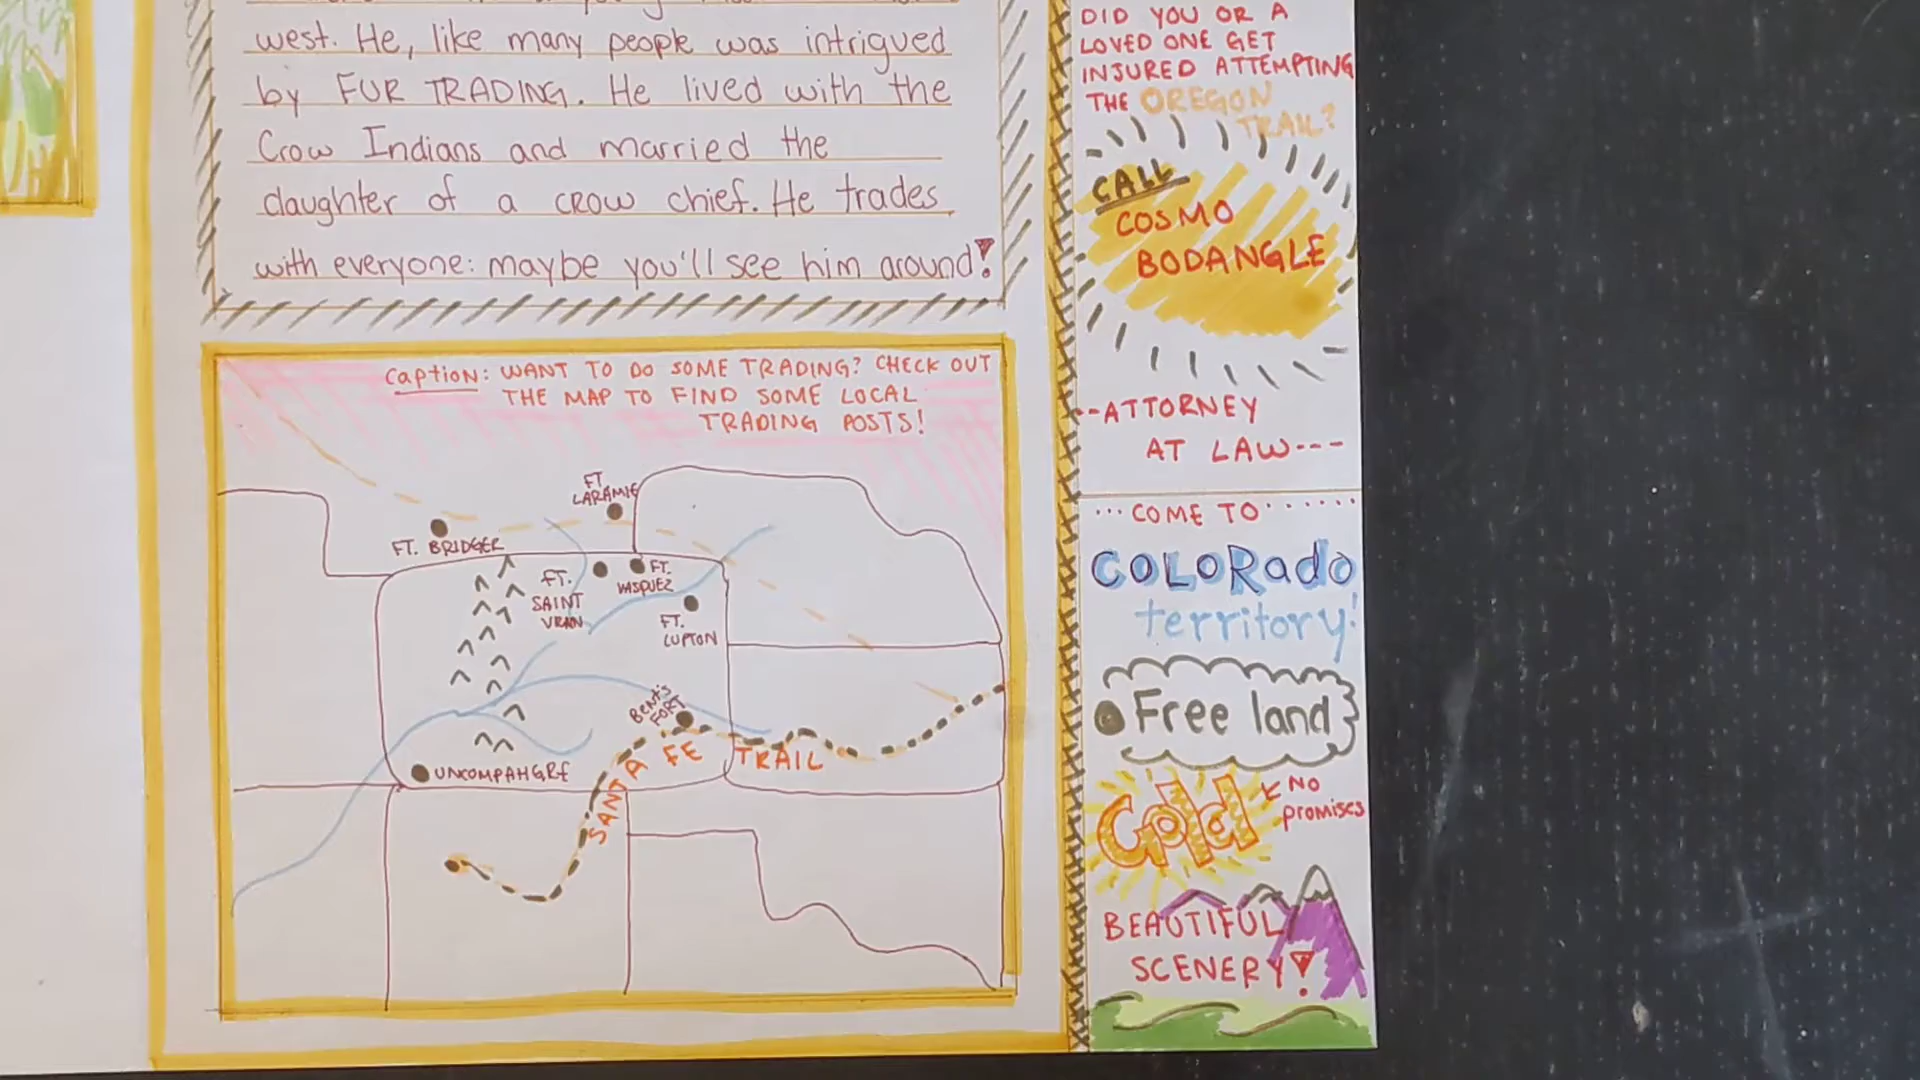 west. He, like many people was intrigued
by FUR TRADING. He lived with the
Crow Indians and married the
daughter of a CROW chief. He trades
with everyone: maybe you'll see him around!
Caption: WANT TO DO SOME TRADING? CHECK OUT
THE MAP TO FIND SOME LOCAL
TRADING POSTS!
FT.
LARAMIE
FT. BRIDGER
FT.
SAINT
VRAIN
FT.
VASQUEZ
FT.
LUPTON
BENT'S
FORT
UNCOMPAHGRE
SANTA FE TRAIL
DID YOU OR A
LOVED ONE GET
INJURED ATTEMPTING
THE OREGON
TRAIL?
CALL
COSMO
BODANGLE
--ATTORNEY
AT LAW---
...COME TO......
COLORado
territory!
Free land
Gold
NO
promises
BEAUTIFUL
SCENERY!